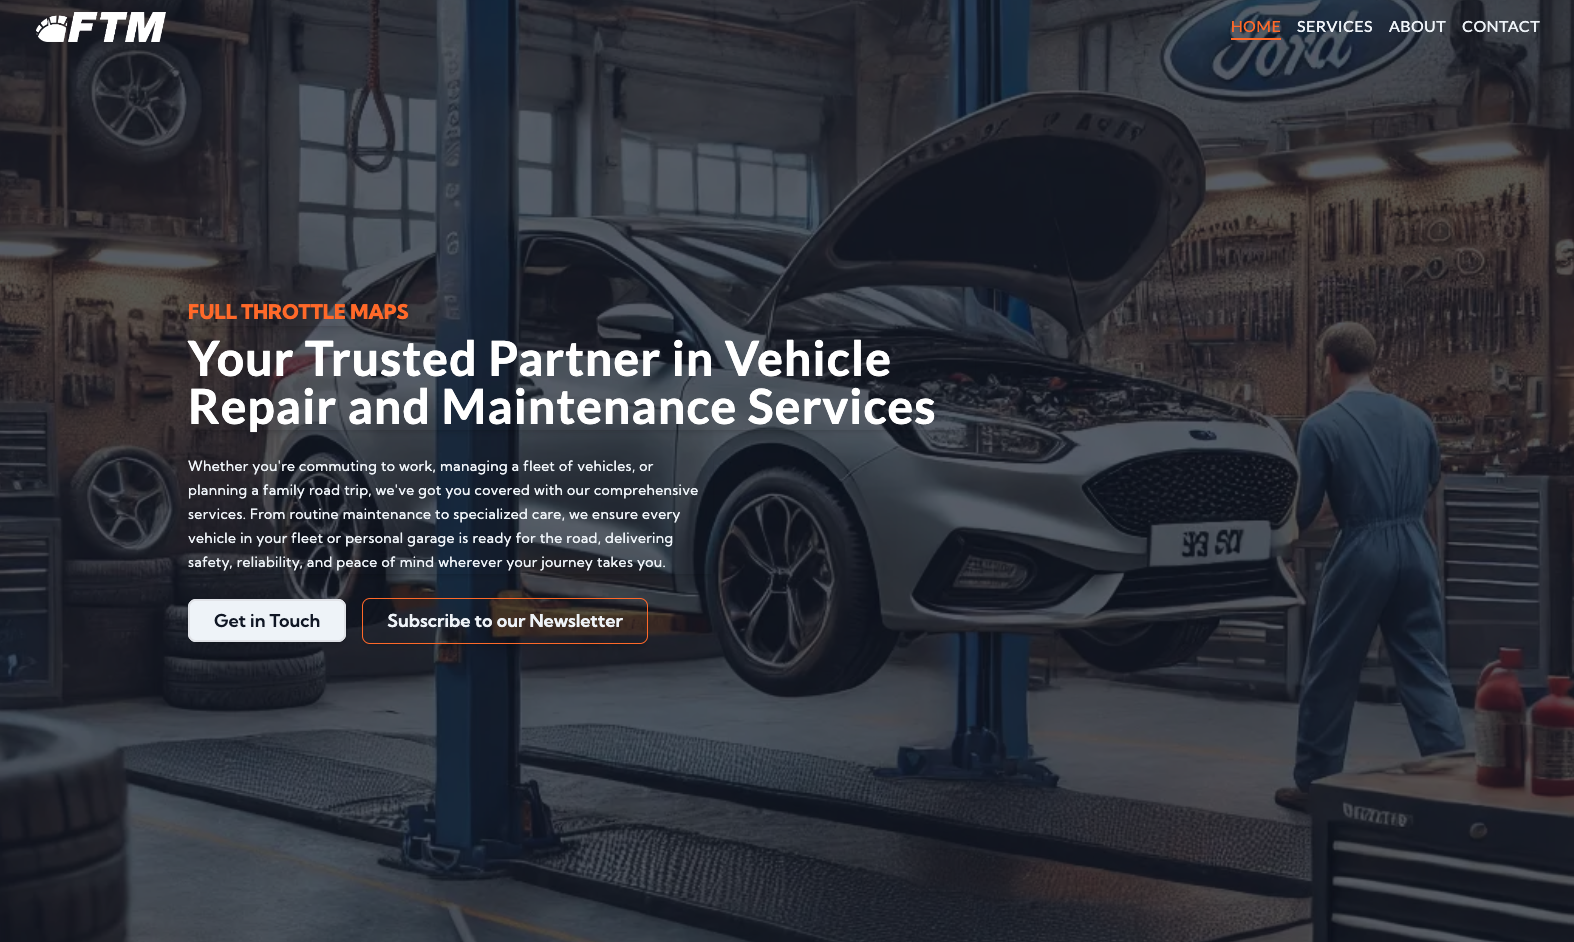 FTM
HOME SERVICES ABOUT CONTACT
Ford
FULL THROTTLE MAPS
Your Trusted Partner in Vehicle
Repair and Maintenance Services
Whether you're commuting to work, managing a fleet of vehicles, or
planning a family road trip, we've got you covered with our comprehensive
services. From routine maintenance to specialized care, we ensure every
vehicle in your fleet or personal garage is ready for the road, delivering
safety, reliability, and peace of mind wherever your journey takes you.
Get in Touch
Subscribe to our Newsletter